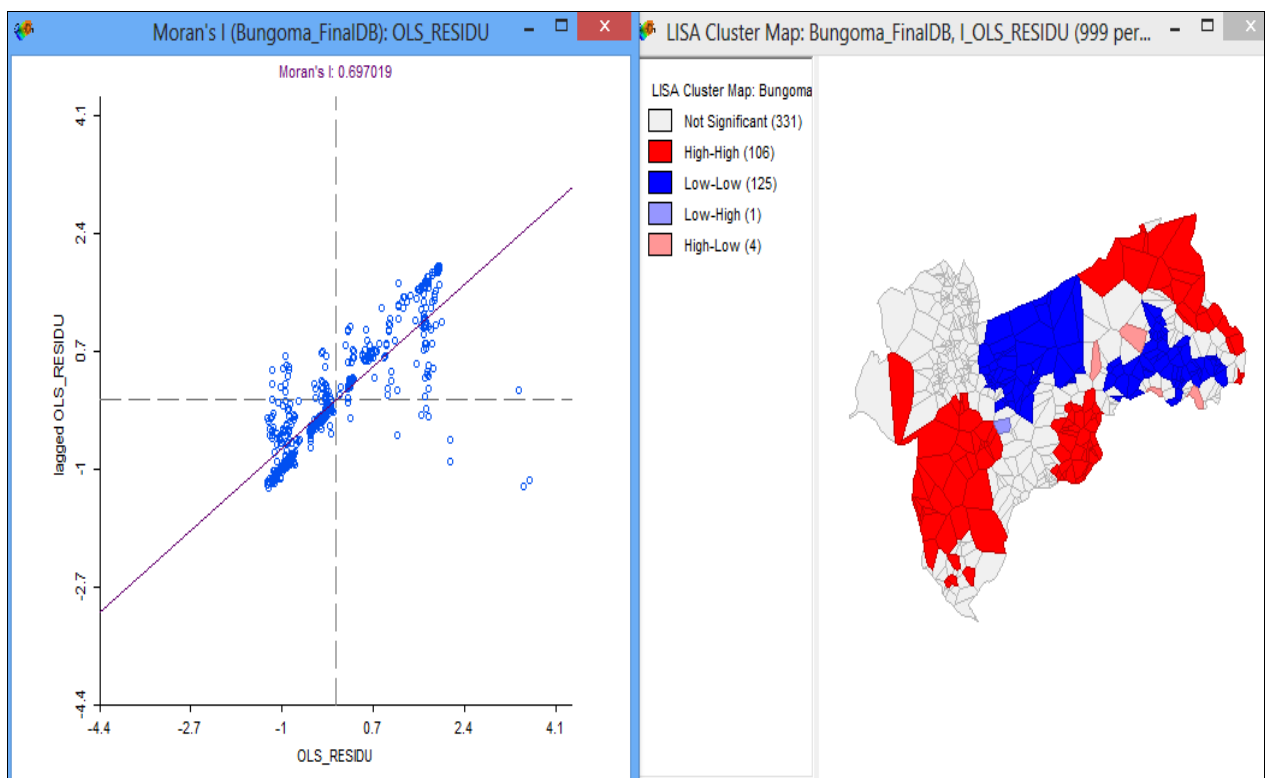 Moran's I (Bungoma_FinalDB): OLS_RESIDU
Moran's I: 0.697019
4.1
2.4
0.7
-1
-2.7
-4.4
lagged OLS_RESIDU
-4.4 -2.7 -1 0.7 2.4 4.1
OLS_RESIDU
LISA Cluster Map: Bungoma_FinalDB, I_OLS_RESIDU (999 per...
LISA Cluster Map: Bungoma
Not Significant (331)
High-High (106)
Low-Low (125)
Low-High (1)
High-Low (4)